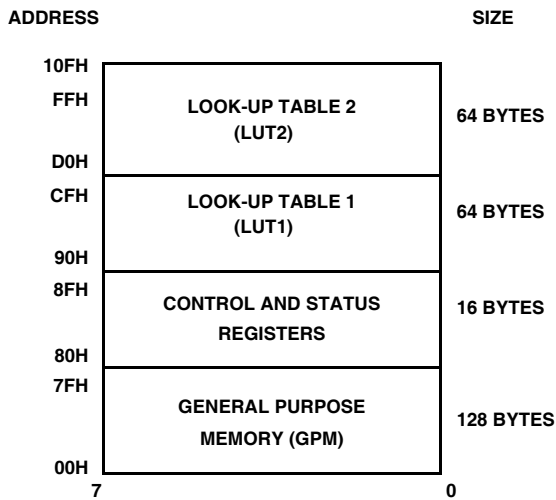 ADDRESS SIZE
10FH
FFH
LOOK-UP TABLE 2
(LUT2)
64 BYTES
D0H
CFH
LOOK-UP TABLE 1
(LUT1)
64 BYTES
90H
8FH
CONTROL AND STATUS
REGISTERS
16 BYTES
80H
7FH
GENERAL PURPOSE
MEMORY (GPM)
128 BYTES
00H
7 0